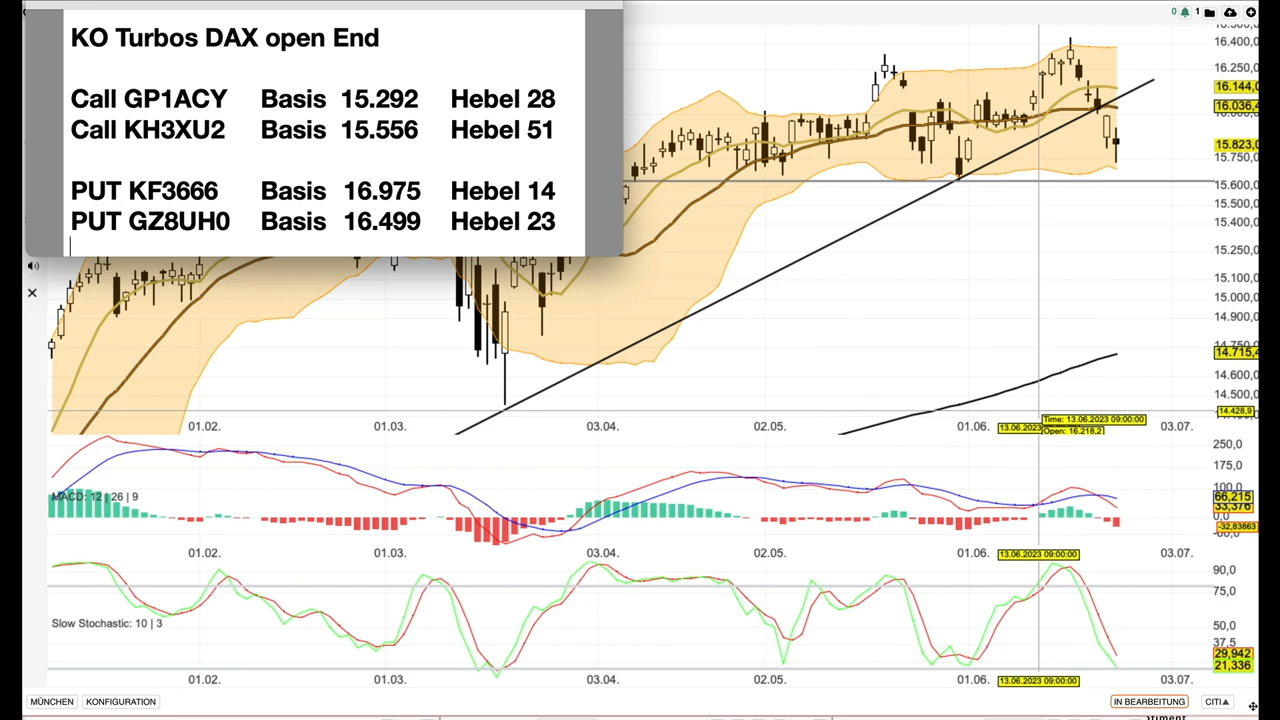 KO Turbos DAX open End
Call GP1ACY Basis 15.292 Hebel 28
Call KH3XU2 Basis 15.556 Hebel 51
PUT KF3666 Basis 16.975 Hebel 14
PUT GZ8UH0 Basis 16.499 Hebel 23
0 1
16.400,0
16.250,0
16.144,0
16.036,4
15.823,0
15.750,0
15.600,0
15.500,0
15.400,0
15.250,0
15.100,0
15.000,0
14.900,0
14.715,4
14.600,0
14.500,0
14.428,9
Time: 13.06.2023 09:00:00
01.02. 01.03. 03.04. 02.05. 01.06. 13.06.2023 Open: 16.218,2 03.07.
250,0
175,0
MACD: 12 | 26 | 9
100,0
66,215
33,376
0,0
-32,83863
01.02. 01.03. 03.04. 02.05. 01.06. 13.06.2023 09:00:00 03.07.
90,0
75,0
Slow Stochastic: 10 | 3
50,0
37,5
29,942
21,336
01.02. 01.03. 03.04. 02.05. 01.06. 13.06.2023 09:00:00 03.07.
MÜNCHEN KONFIGURATION IN BEARBEITUNG CITI▲